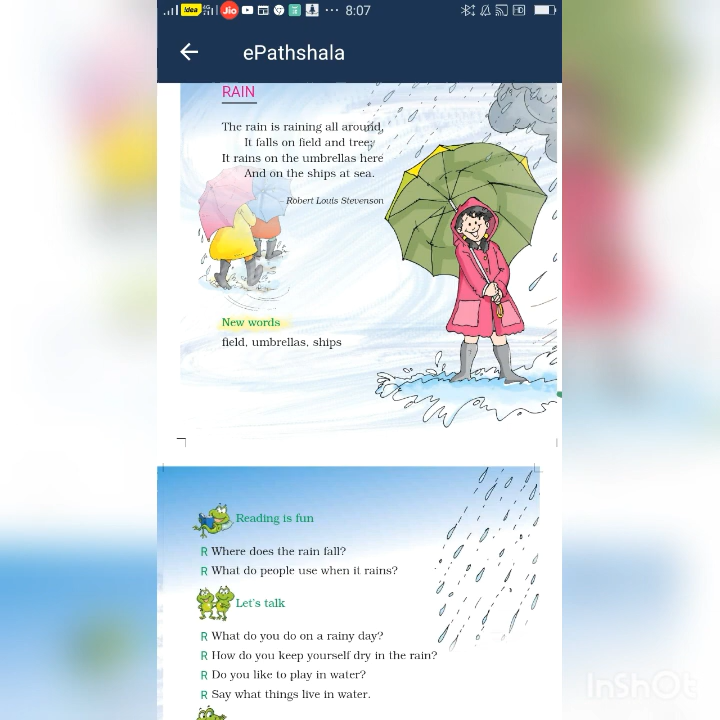 idea
4G
Jio
8:07
HD
ePathshala
RAIN
The rain is raining all around,
It falls on field and tree;
It rains on the umbrellas here
And on the ships at sea.
Robert Louis Stevenson
New words
field, umbrellas, ships
Reading is fun
R Where does the rain fall?
R What do people use when it rains?
Let's talk
R What do you do on a rainy day?
R How do you keep yourself dry in the rain?
R Do you like to play in water?
R Say what things live in water.
InShOt